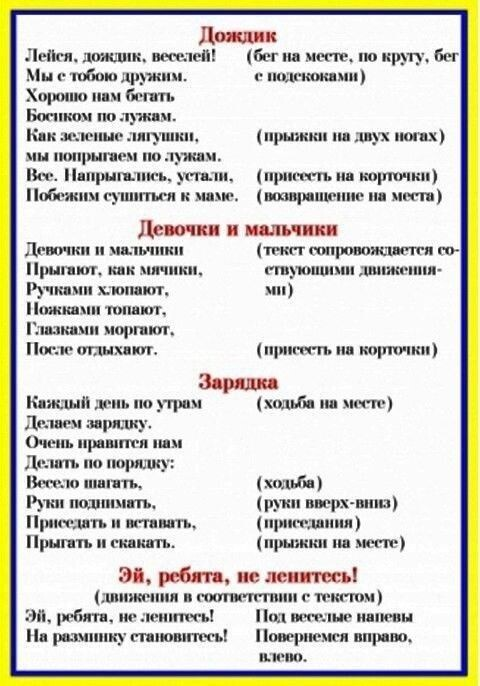 Дождик
Лейся, дождик, веселей! (бег на месте, по кругу, бег
Мы с тобою дружим. с подскоками)
Хорошо нам бегать
Босиком по лужам.
Как зеленые лягушки, (прыжки на двух ногах)
мы попрыгаем по лужам.
Все. Напрыгались, устали, (присесть на корточки)
Побежим сушиться к маме. (возвращение на места)
Девочки и мальчики
Девочки и мальчики (текст сопровождается со-
Прыгают, как мячики, ствующими движения-
Ручками хлопают, ми)
Ножками топают,
Глазками моргают,
После отдыхают. (присесть на корточки)
Зарядка
Каждый день по утрам (ходьба на месте)
Делаем зарядку.
Очень нравится нам
Делать по порядку:
Весело шагать, (ходьба)
Руки поднимать, (руки вверх-вниз)
Приседать и вставать, (приседания)
Прыгать и скакать. (прыжки на месте)
Эй, ребята, не ленитесь!
(движения в соответствии с текстом)
Эй, ребята, не ленитесь! Под веселые напевы
На разминку становитесь! Повернемся вправо,
влево.